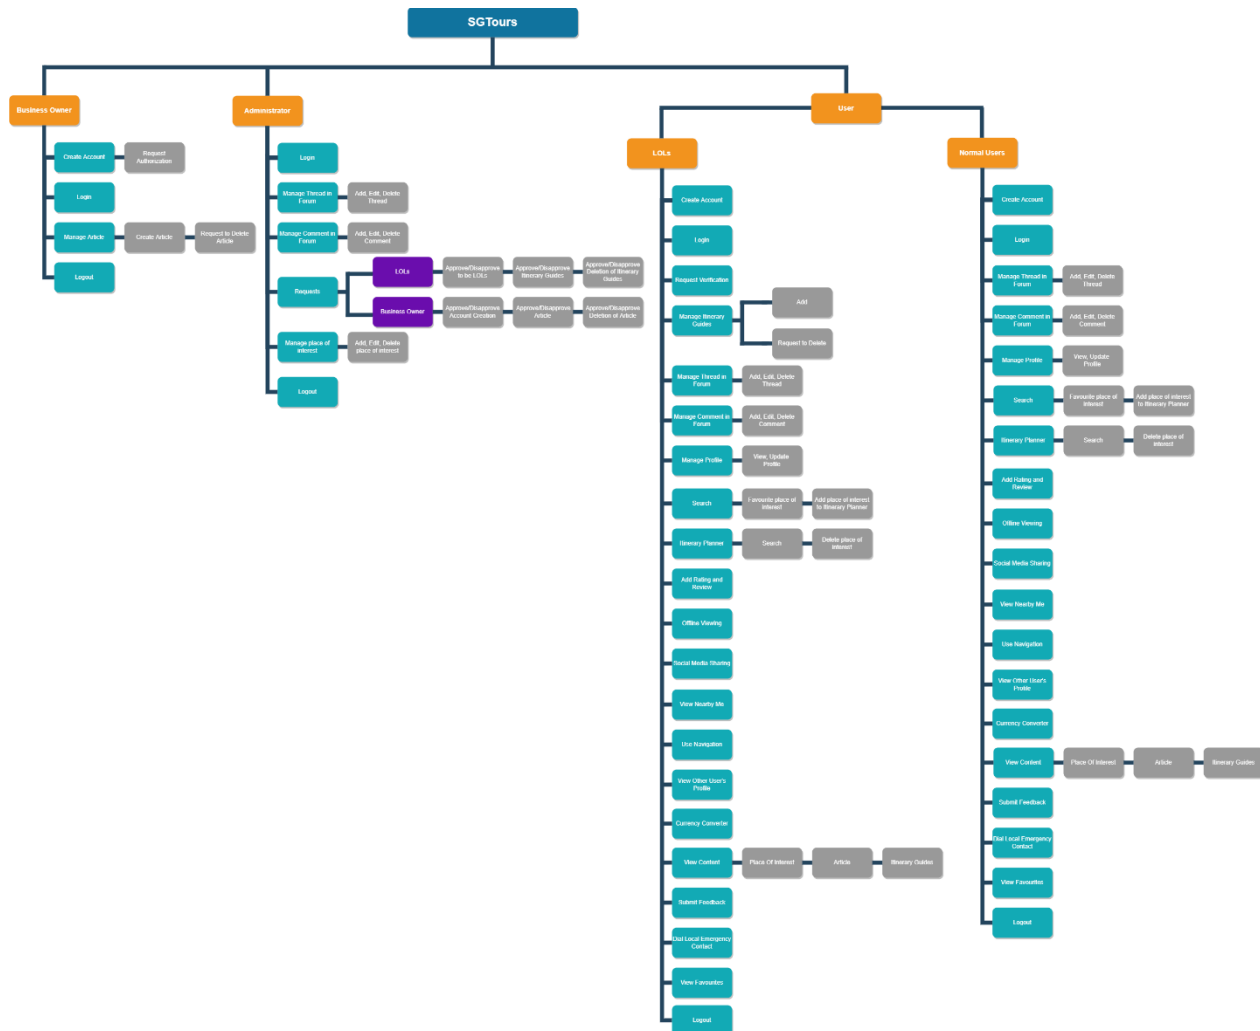 SGTours
Business Owner
Create Account
Request
Authorization
Login
Manage Article
Create Article
Request to Delete
Article
Logout
Administrator
Login
Manage Thread in
Forum
Add, Edit, Delete
Thread
Manage Comment in
Forum
Add, Edit, Delete
Comment
Requests
LOLs
Approve/Disapprove
to be LOLs
Approve/Disapprove
Itinerary Guides
Approve/Disapprove
Deletion of Itinerary
Guides
Business Owner
Approve/Disapprove
Account Creation
Approve/Disapprove
Article
Approve/Disapprove
Deletion of Article
Manage place of
interest
Add, Edit, Delete
place of interest
Logout
User
LOLs
Create Account
Login
Request Verification
Manage Itinerary
Guides
Add
Request to Delete
Manage Thread in
Forum
Add, Edit, Delete
Thread
Manage Comment in
Forum
Add, Edit, Delete
Comment
Manage Profile
View, Update
Profile
Search
Favourite place of
interest
Add place of interest
to Itinerary Planner
Itinerary Planner
Search
Delete place of
interest
Add Rating and
Review
Offline Viewing
Social Media Sharing
View Nearby Me
Use Navigation
View Other User's
Profile
Currency Converter
View Content
Place Of Interest
Article
Itinerary Guides
Submit Feedback
Dial Local Emergency
Contact
View Favourites
Logout
Normal Users
Create Account
Login
Manage Thread in
Forum
Add, Edit, Delete
Thread
Manage Comment in
Forum
Add, Edit, Delete
Comment
Manage Profile
View, Update
Profile
Search
Favourite place of
interest
Add place of interest
to Itinerary Planner
Itinerary Planner
Search
Delete place of
interest
Add Rating and
Review
Offline Viewing
Social Media Sharing
View Nearby Me
Use Navigation
View Other User's
Profile
Currency Converter
View Content
Place Of Interest
Article
Itinerary Guides
Submit Feedback
Dial Local Emergency
Contact
View Favourites
Logout